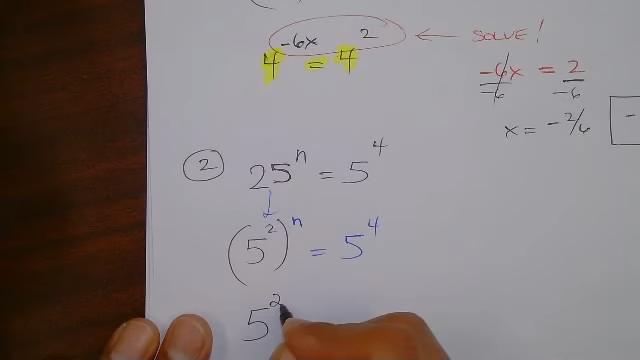 4^-6x = 4^2 ← SOLVE!
-6x = 2
-6 -6
x = -2/6
② 25^n = 5^4
(5^2)^n = 5^4
5^2